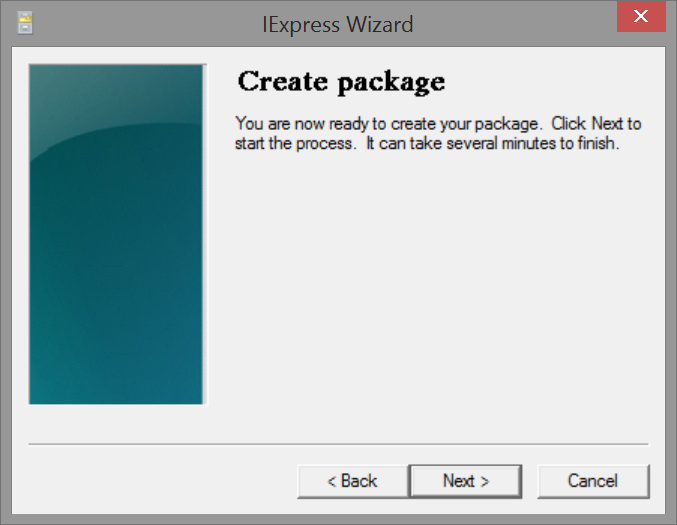 IExpress Wizard
Create package
You are now ready to create your package.  Click Next to
start the process.  It can take several minutes to finish.
< Back
Next >
Cancel